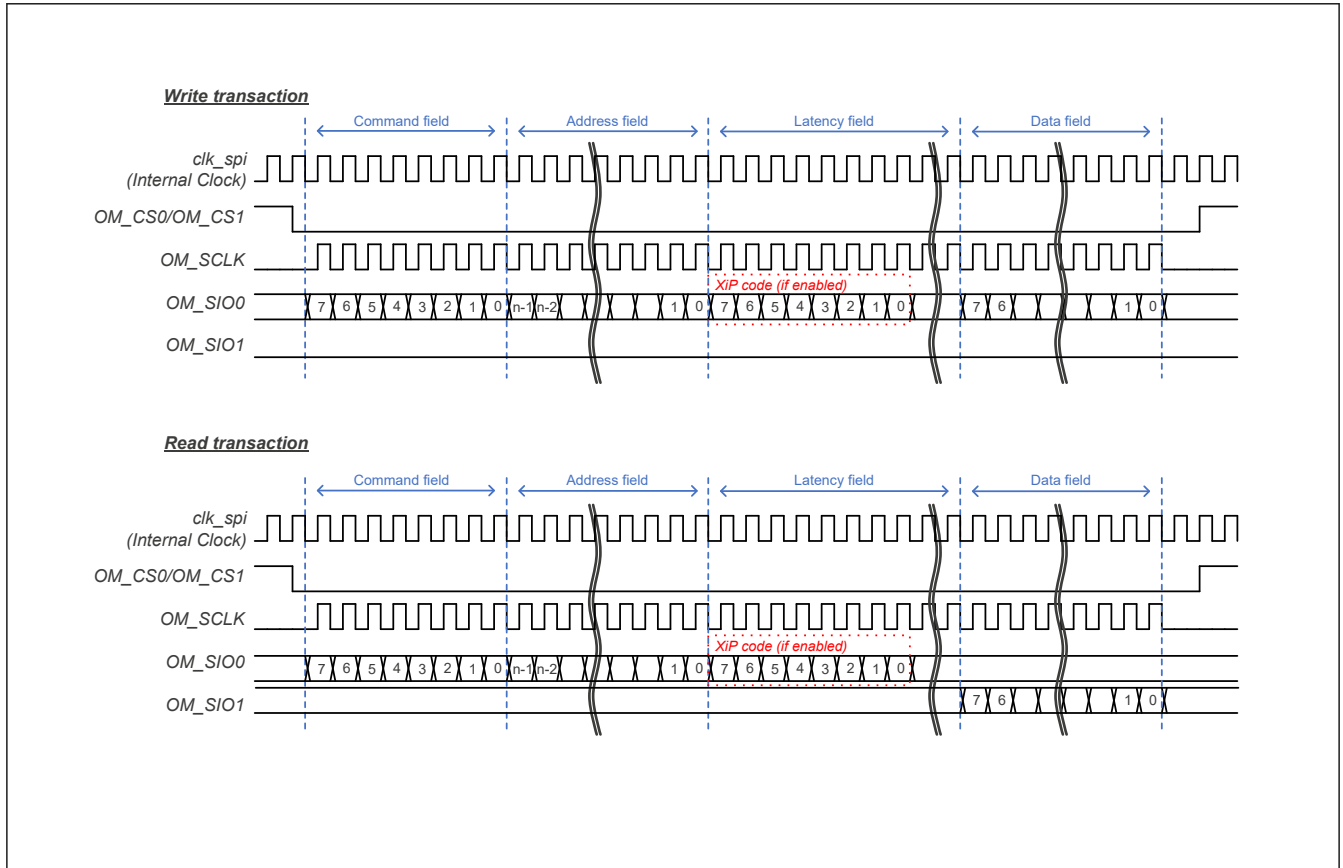 Write transaction
Command field Address field Latency field Data field
clk_spi
(Internal Clock)
OM_CS0/OM_CS1
OM_SCLK
XiP code (if enabled)
OM_SIO0 7 6 5 4 3 2 1 0 n-1 n-2 1 0 7 6 5 4 3 2 1 0 7 6 1 0
OM_SIO1
Read transaction
Command field Address field Latency field Data field
clk_spi
(Internal Clock)
OM_CS0/OM_CS1
OM_SCLK
XiP code (if enabled)
OM_SIO0 7 6 5 4 3 2 1 0 n-1 n-2 1 0 7 6 5 4 3 2 1 0
OM_SIO1 7 6 1 0